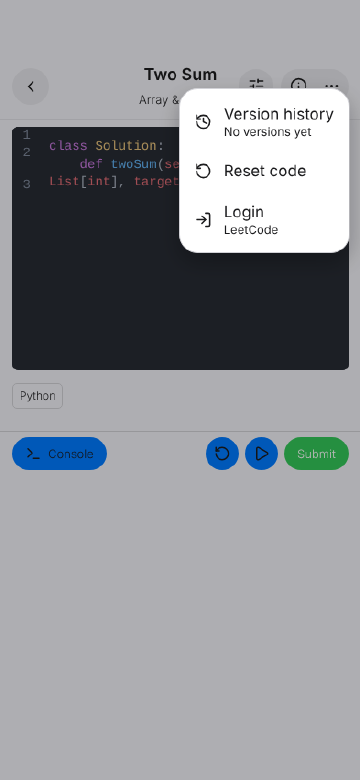 Two Sum
Array &
Version history
No versions yet
Reset code
Login
LeetCode
1
class Solution:
2
def twoSum(se
List[int], target
3
Python
Console
Submit